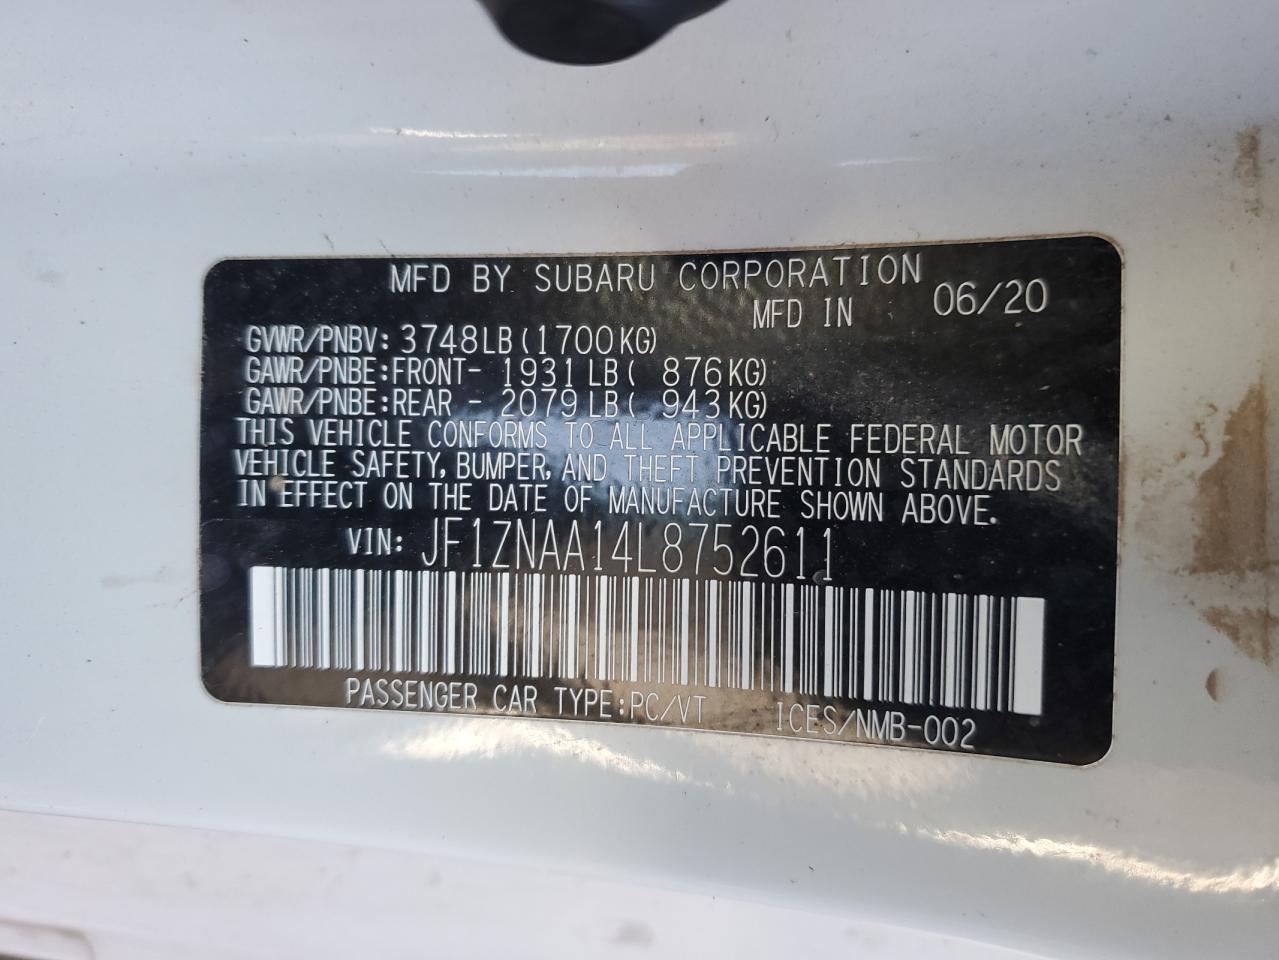 MFD BY SUBARU CORPORATION
MFD IN 06/20
GVWR/PNBV: 3748LB(1700KG)
GAWR/PNBE:FRONT- 1931LB( 876KG)
GAWR/PNBE:REAR - 2079LB( 943KG)
THIS VEHICLE CONFORMS TO ALL APPLICABLE FEDERAL MOTOR
VEHICLE SAFETY, BUMPER, AND THEFT PREVENTION STANDARDS
IN EFFECT ON THE DATE OF MANUFACTURE SHOWN ABOVE.
VIN: JF1ZNAA14L8752611
PASSENGER CAR TYPE:PC/VT ICES/NMB-002